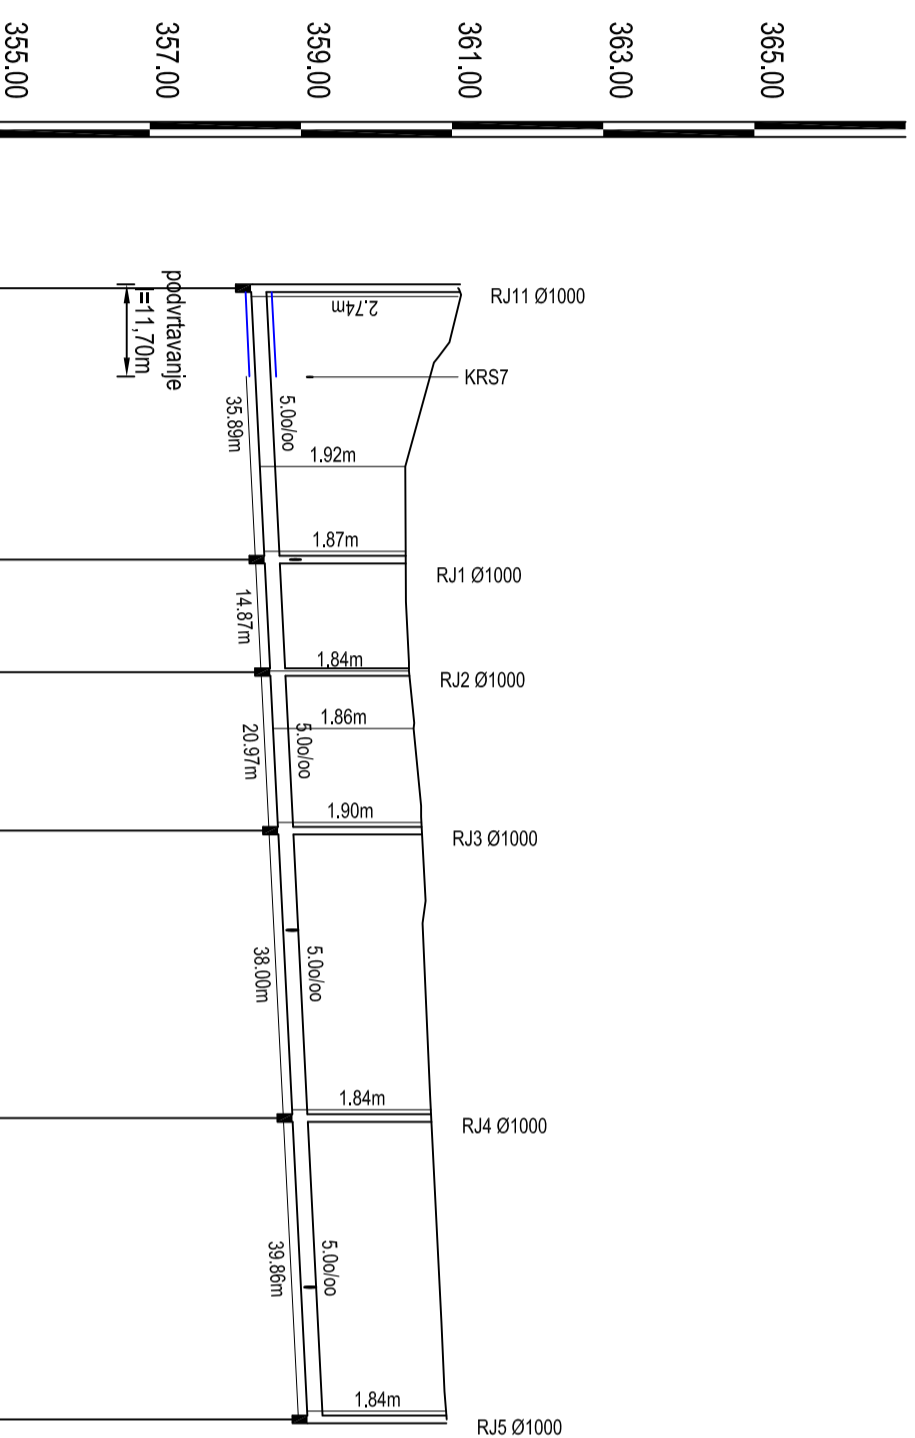 355.00
357.00
359.00
361.00
363.00
365.00
podvrtavanje
l=11,70m
2.74m
RJ11 Ø1000
KRS7
35.89m
5.0o/oo
1.92m
1.87m
RJ1 Ø1000
14.87m
1.84m
RJ2 Ø1000
1.86m
20.97m
5.0o/oo
1.90m
RJ3 Ø1000
38.00m
5.0o/oo
1.84m
RJ4 Ø1000
39.86m
5.0o/oo
1.84m
RJ5 Ø1000